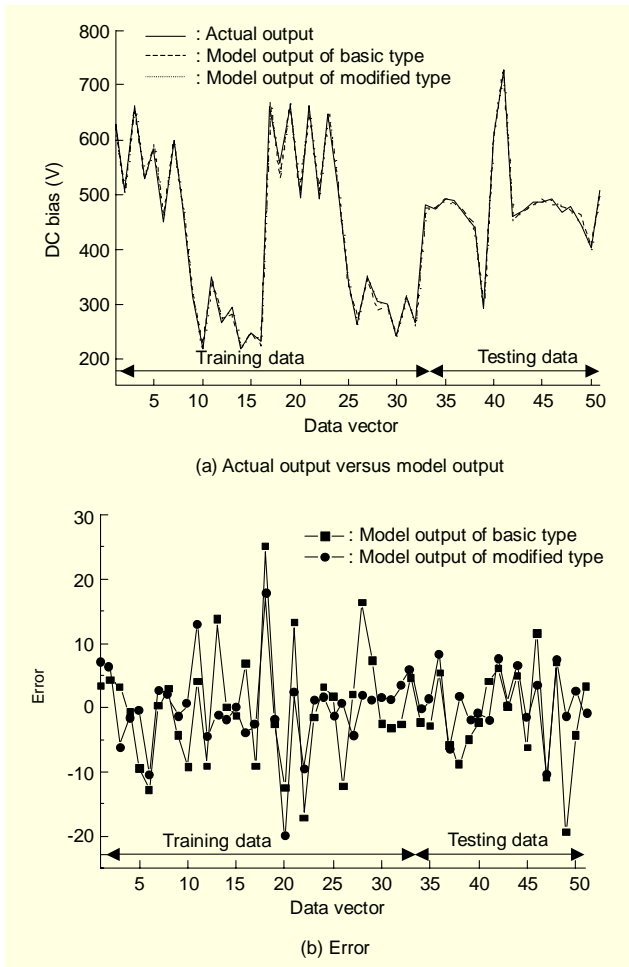 800
700
600
500
400
300
200
DC bias (V)
: Actual output
: Model output of basic type
: Model output of modified type
Training data
Testing data
5 10 15 20 25 30 35 40 45 50
Data vector
(a) Actual output versus model output
30
20
10
0
-10
-20
Error
: Model output of basic type
: Model output of modified type
Training data
Testing data
5 10 15 20 25 30 35 40 45 50
Data vector
(b) Error